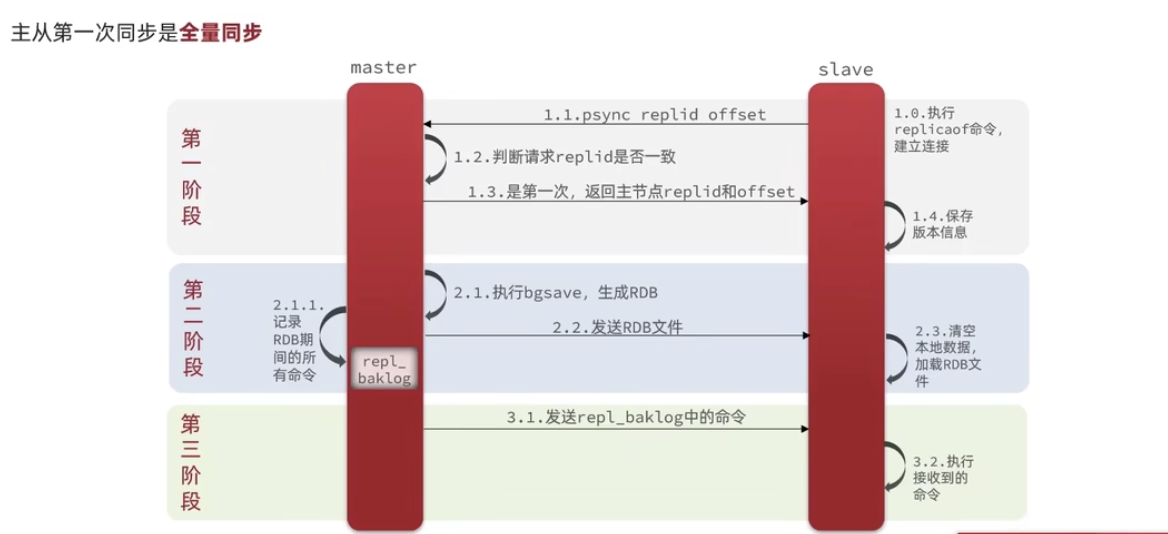 主从第一次同步是全量同步
master
slave
第一阶段
1.0.执行
replicaof命令，
建立连接
1.1.psync replid offset
1.2.判断请求replid是否一致
1.3.是第一次，返回主节点replid和offset
1.4.保存
版本信息
第二阶段
2.1.执行bgsave，生成RDB
2.1.1.
记录
RDB期
间的所
有命令
repl_
baklog
2.2.发送RDB文件
2.3.清空
本地数据，
加载RDB文
件
第三阶段
3.1.发送repl_baklog中的命令
3.2.执行
接收到的
命令